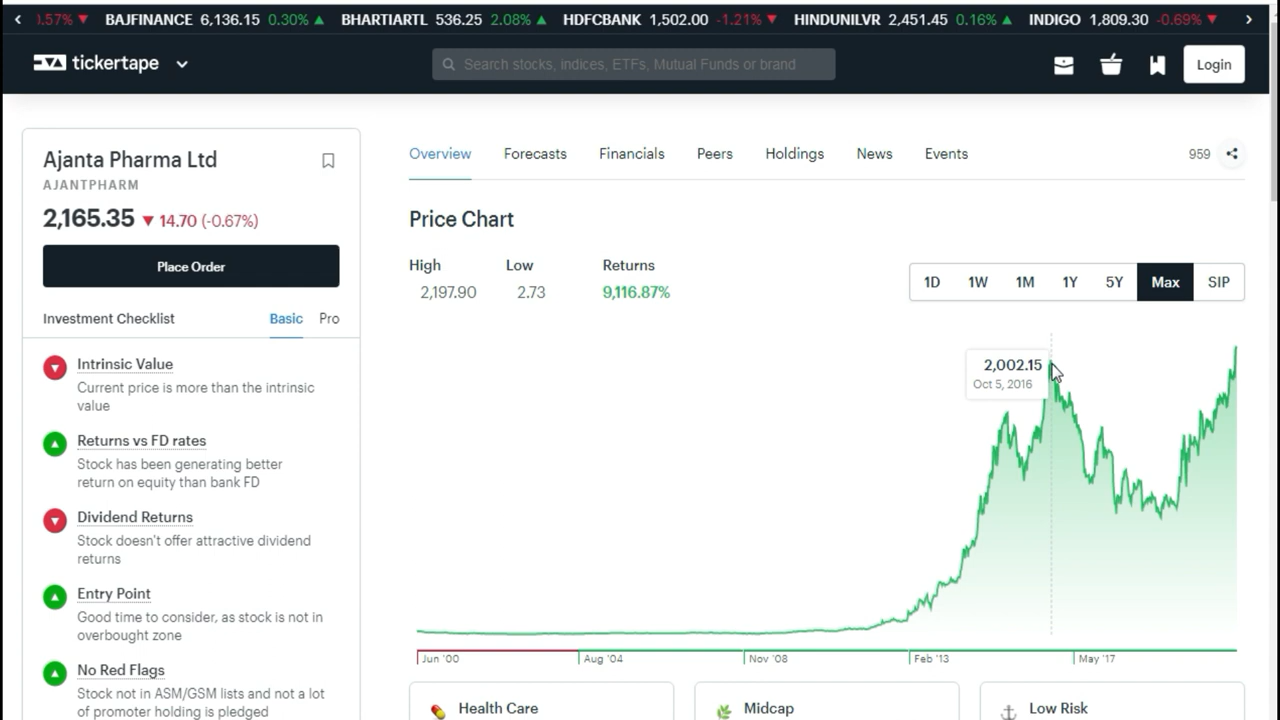 .57% ▼ BAJFINANCE 6,136.15 0.30% ▲ BHARTIARTL 536.25 2.08% ▲ HDFCBANK 1,502.00 -1.21% ▼ HINDUNILVR 2,451.45 0.16% ▲ INDIGO 1,809.30 -0.69% ▼
tickertape
Search stocks, indices, ETFs, Mutual Funds or brand
Login
Ajanta Pharma Ltd
AJANTPHARM
2,165.35 ▼ 14.70 (-0.67%)
Place Order
Investment Checklist Basic Pro
Intrinsic Value
Current price is more than the intrinsic
value
Returns vs FD rates
Stock has been generating better
return on equity than bank FD
Dividend Returns
Stock doesn't offer attractive dividend
returns
Entry Point
Good time to consider, as stock is not in
overbought zone
No Red Flags
Stock not in ASM/GSM lists and not a lot
of promoter holding is pledged
Overview Forecasts Financials Peers Holdings News Events 959
Price Chart
High Low Returns
2,197.90 2.73 9,116.87%
1D 1W 1M 1Y 5Y Max SIP
2,002.15
Oct 5, 2016
Jun '00 Aug '04 Nov '08 Feb '13 May '17
Health Care Midcap Low Risk